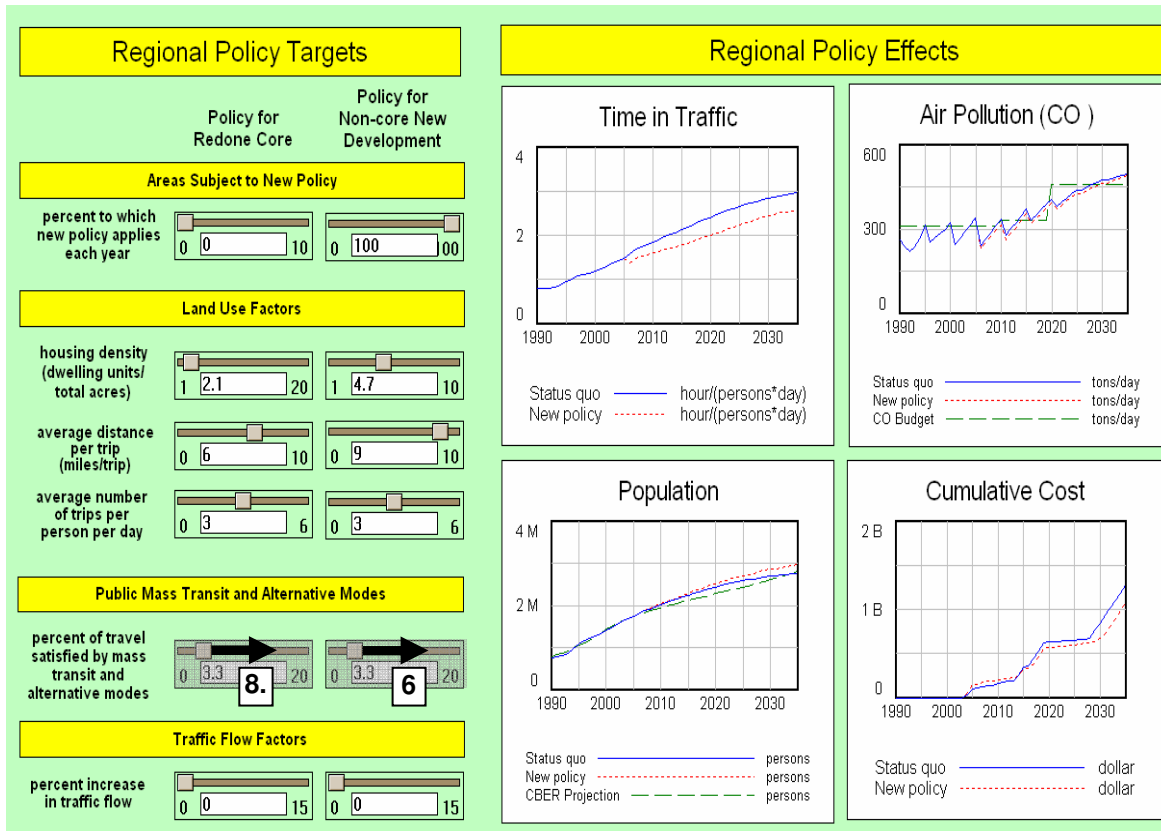 Regional Policy Targets
Policy for
Redone Core
Policy for
Non-core New
Development
Areas Subject to New Policy
percent to which
new policy applies
each year
0 0 10
0 100 100
Land Use Factors
housing density
(dwelling units/
total acres)
1 2.1 20
1 4.7 10
average distance
per trip
(miles/trip)
0 6 10
0 9 10
average number
of trips per
person per day
0 3 6
0 3 6
Public Mass Transit and Alternative Modes
percent of travel
satisfied by mass
transit and
alternative modes
0 3.3 8. 20
0 3.3 6 20
Traffic Flow Factors
percent increase
in traffic flow
0 0 15
0 0 15
Regional Policy Effects
Time in Traffic
4
2
0
1990 2000 2010 2020 2030
Status quo hour/(persons*day)
New policy hour/(persons*day)
Air Pollution (CO )
600
300
0
1990 2000 2010 2020 2030
Status quo tons/day
New policy tons/day
CO Budget tons/day
Population
4 M
2 M
0
1990 2000 2010 2020 2030
Status quo persons
New policy persons
CBER Projection persons
Cumulative Cost
2 B
1 B
0
1990 2000 2010 2020 2030
Status quo dollar
New policy dollar